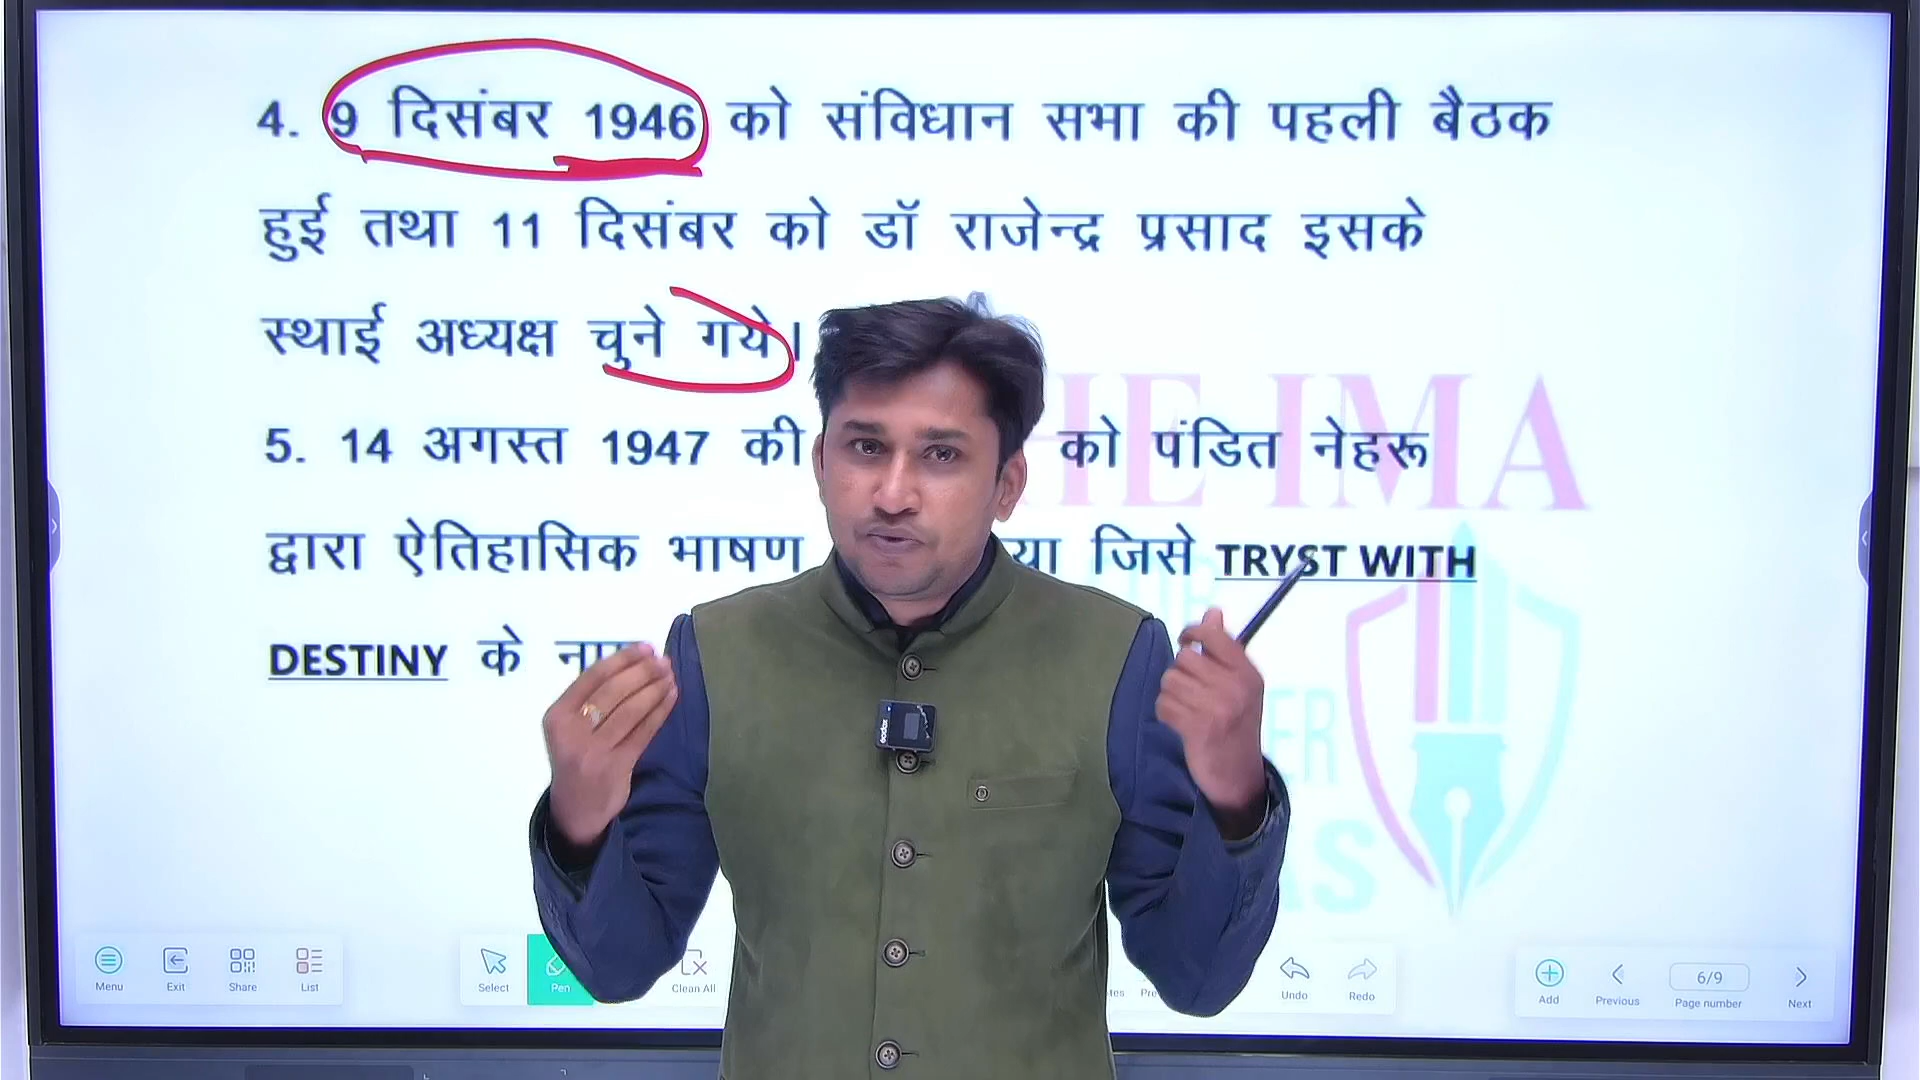 4. 9 दिसंबर 1946 को संविधान सभा की पहली बैठक
हुई तथा 11 दिसंबर को डॉ राजेन्द्र प्रसाद इसके
स्थाई अध्यक्ष चुने गये।
HE IMA
5. 14 अगस्त 1947 की को पंडित नेहरू
द्वारा ऐतिहासिक भाषण जिसे TRYST WITH
DESTINY के
Menu Exit Share List Select Pen Clean All Undo Redo Add Previous 6/9 Page number Next